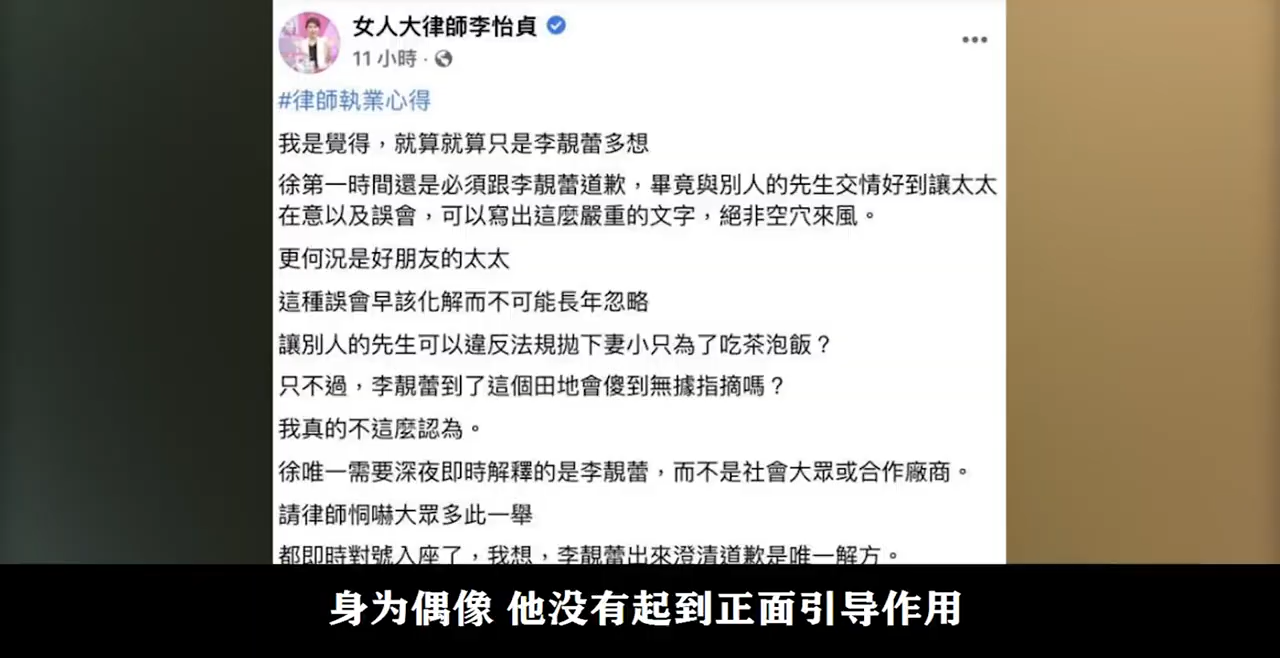 女人大律師李怡貞
11 小時
#律師執業心得
我是覺得，就算就算只是李靚蕾多想
徐第一時間還是必須跟李靚蕾道歉，畢竟與別人的先生交情好到讓太太
在意以及誤會，可以寫出這麼嚴重的文字，絕非空穴來風。
更何況是好朋友的太太
這種誤會早該化解而不可能長年忽略
讓別人的先生可以違反法規拋下妻小只為了吃茶泡飯？
只不過，李靚蕾到了這個田地會傻到無據指摘嗎？
我真的不這麼認為。
徐唯一需要深夜即時解釋的是李靚蕾，而不是社會大眾或合作廠商。
請律師恫嚇大眾多此一舉
都即時對號入座了，我想，李靚蕾出來澄清道歉是唯一解方。
身为偶像 他没有起到正面引导作用